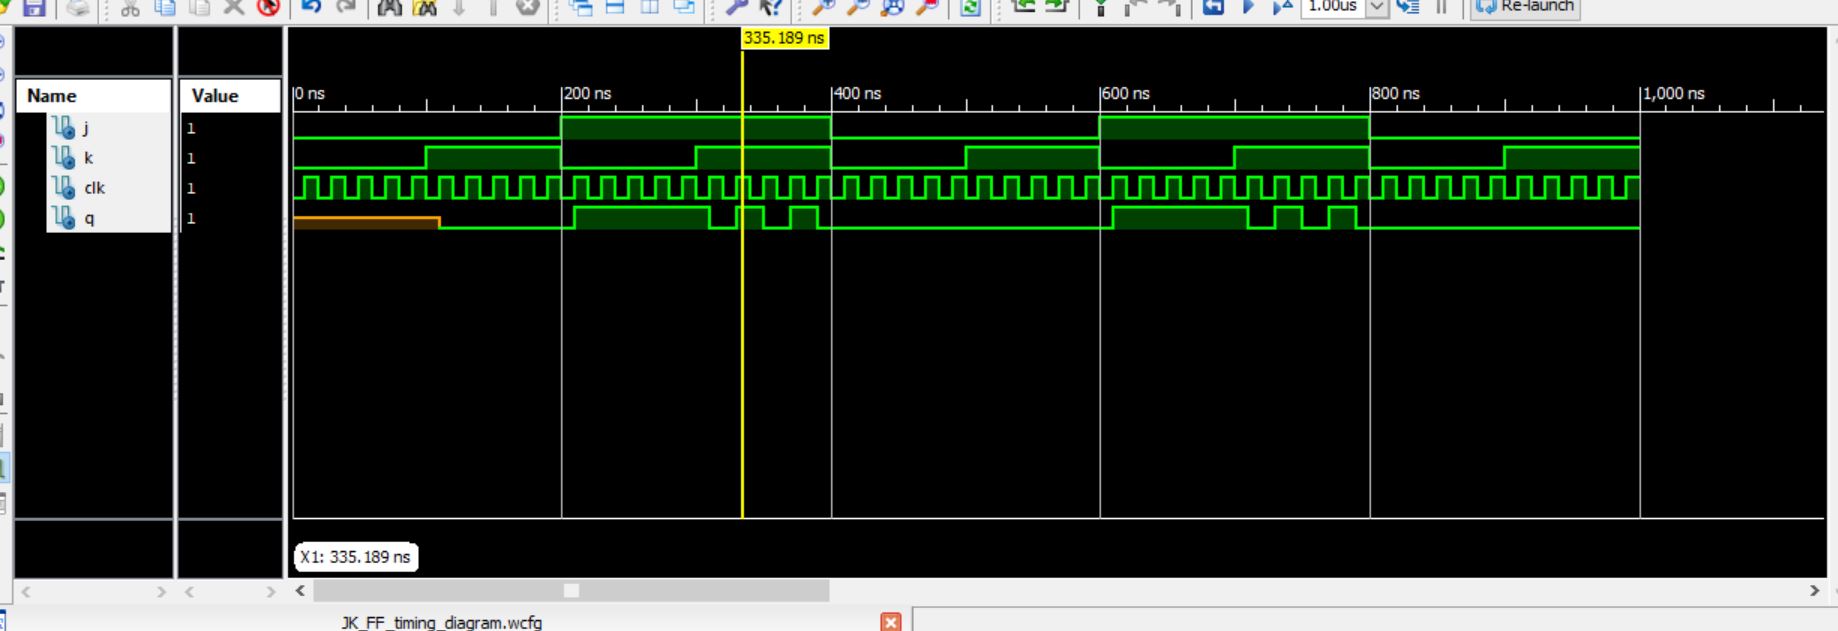 1.00us
Re-launch
335.189 ns
Name
Value
0 ns
200 ns
400 ns
600 ns
800 ns
1,000 ns
j
1
k
1
clk
1
q
1
X1: 335.189 ns
JK_FF_timing_diagram.wcfg